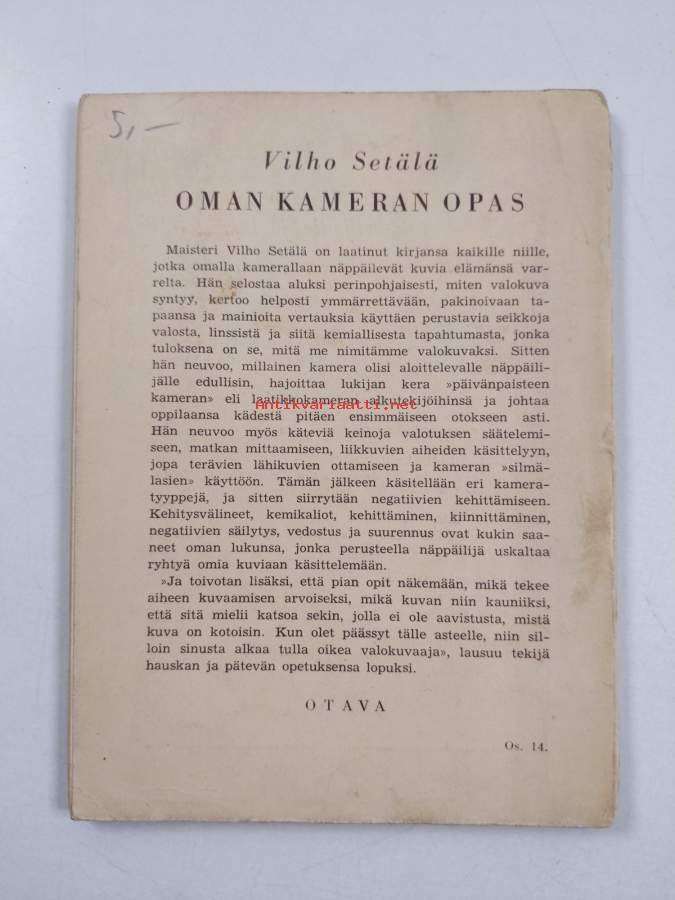 5,—
Vilho Setälä
OMAN KAMERAN OPAS
Maisteri Vilho Setälä on laatinut kirjansa kaikille niille,
jotka omalla kamerallaan näppäilevät kuvia elämänsä var-
relta. Hän selostaa aluksi perinpohjaisesti, miten valokuva
syntyy, kertoo helposti ymmärrettävään, pakinoivaan ta-
paansa ja mainioita vertauksia käyttäen perustavia seikkoja
valosta, linssistä ja siitä kemiallisesta tapahtumasta, jonka
tuloksena on se, mitä me nimitämme valokuvaksi. Sitten
hän neuvoo, millainen kamera olisi aloittelevalle näppäili-
jälle edullisin, hajoittaa lukijan kera »päivänpaisteen
kameran» eli laatikkokameran alkutekijöihinsä ja johtaa
Antikvariaatti.net
oppilaansa kädestä pitäen ensimmäiseen otokseen asti.
Hän neuvoo myös käteviä keinoja valotuksen säätelemi-
seen, matkan mittaamiseen, liikkuvien aiheiden käsittelyyn,
jopa terävien lähikuvien ottamiseen ja kameran »silmä-
lasien» käyttöön. Tämän jälkeen käsitellään eri kamera-
tyyppejä, ja sitten siirrytään negatiivien kehittämiseen.
Kehitysvälineet, kemikaliot, kehittäminen, kiinnittäminen,
negatiivien säilytys, vedostus ja suurennus ovat kukin saa-
neet oman lukunsa, jonka perusteella näppäilijä uskaltaa
ryhtyä omia kuviaan käsittelemään.
»Ja toivotan lisäksi, että pian opit näkemään, mikä tekee
aiheen kuvaamisen arvoiseksi, mikä kuvan niin kauniiksi,
että sitä mielii katsoa sekin, jolla ei ole aavistusta, mistä
kuva on kotoisin. Kun olet päässyt tälle asteelle, niin sil-
loin sinusta alkaa tulla oikea valokuvaaja», lausuu tekijä
hauskan ja pätevän opetuksensa lopuksi.
OTAVA
Os. 14.